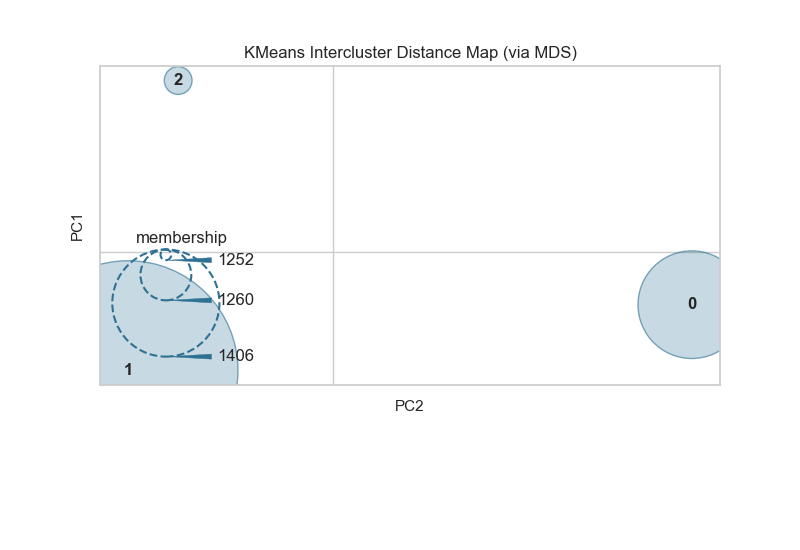 KMeans Intercluster Distance Map (via MDS)
2
PC1
membership
1252
1260
0
1406
1
PC2